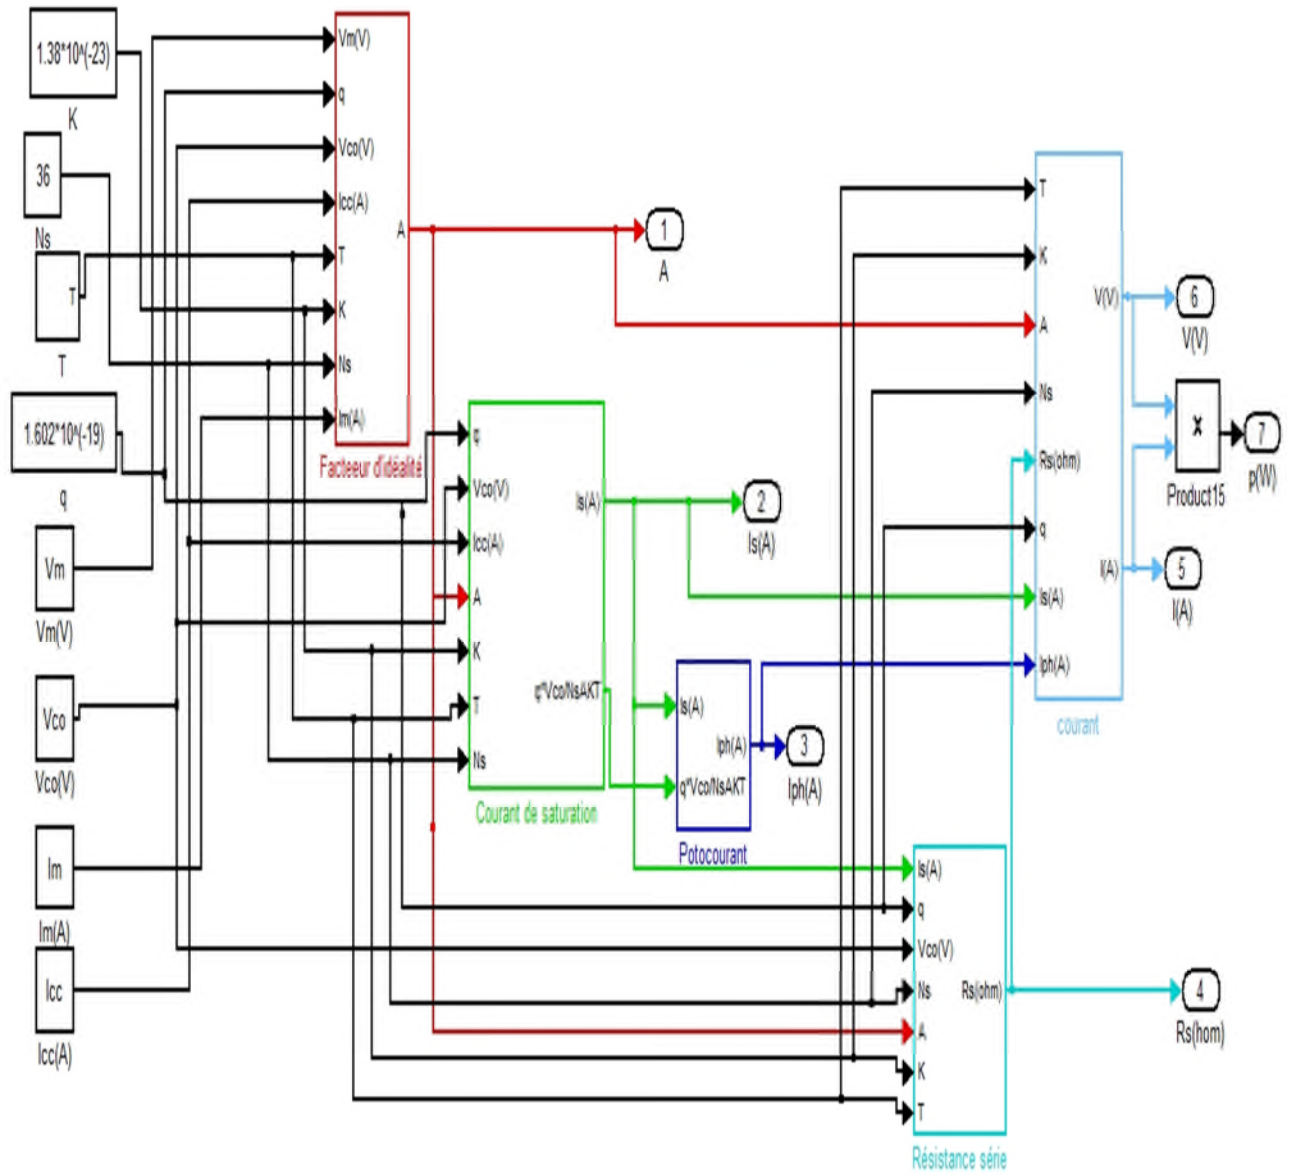 1.38*10^(-23)
K
36
Ns
T
T
1.602*10^(-19)
q
Vm
Vm(V)
Vco
Vco(V)
Im
Im(A)
Icc
Icc(A)
Vm(V)
q
Vco(V)
Icc(A)
T
K
Ns
Im(A)
A
Facteeur d'idéalité
1
A
q
Vco(V)
Icc(A)
A
K
T
Ns
Is(A)
q*Vco/NsAKT
Courant de saturation
2
Is(A)
Is(A)
q*Vco/NsAKT
Iph(A)
Potocourant
3
Iph(A)
Is(A)
q
Vco(V)
Ns
A
K
T
Rs(ohm)
Résistance série
4
Rs(hom)
T
K
A
Ns
Rs(ohm)
q
Is(A)
Iph(A)
V(V)
I(A)
courant
6
V(V)
x
Product15
7
p(W)
5
I(A)